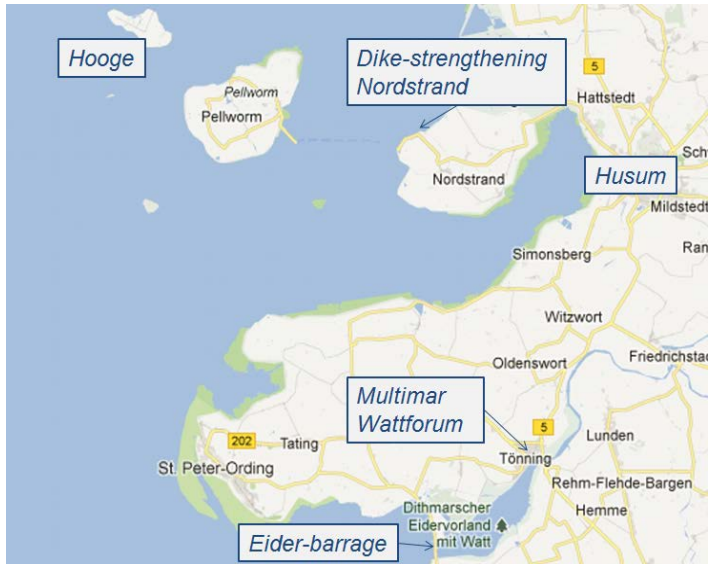 Hooge
Dike-strengthening
Nordstrand
5
Pellworm
Pellworm
Hattstedt
Nordstrand
Husum
Mildstedt
Simonsberg
Witzwort
Oldenswort
Friedrichsta
Multimar
Wattforum
5
202
Tating
Lunden
Tönning
St. Peter-Ording
Rehm-Flehde-Bargen
Hemme
Dithmarscher
Eidervorland
mit Watt
Eider-barrage